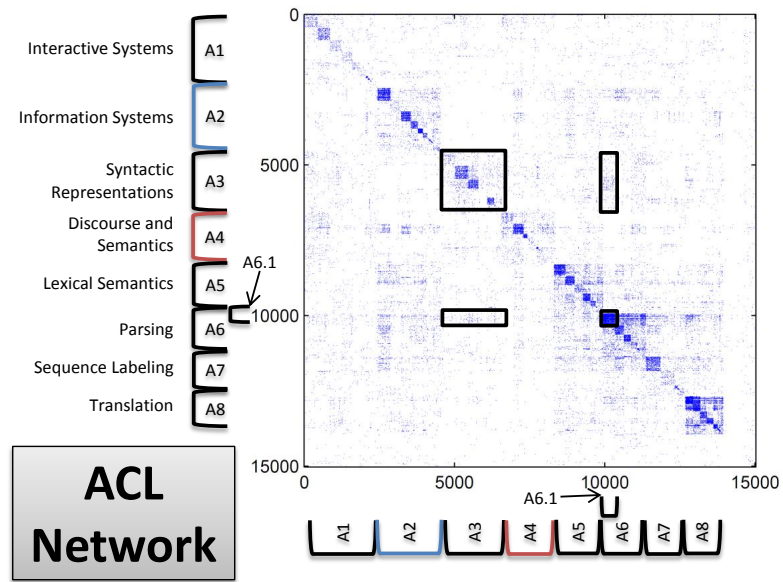 0
Interactive Systems
A1
Information Systems
A2
Syntactic
Representations
A3
5000
Discourse and
Semantics
A4
A6.1
Lexical Semantics
A5
10000
Parsing
A6
Sequence Labeling
A7
Translation
A8
15000
0
5000
10000
15000
A6.1
A1
A2
A3
A4
A5
A6
A7
A8
ACL
Network